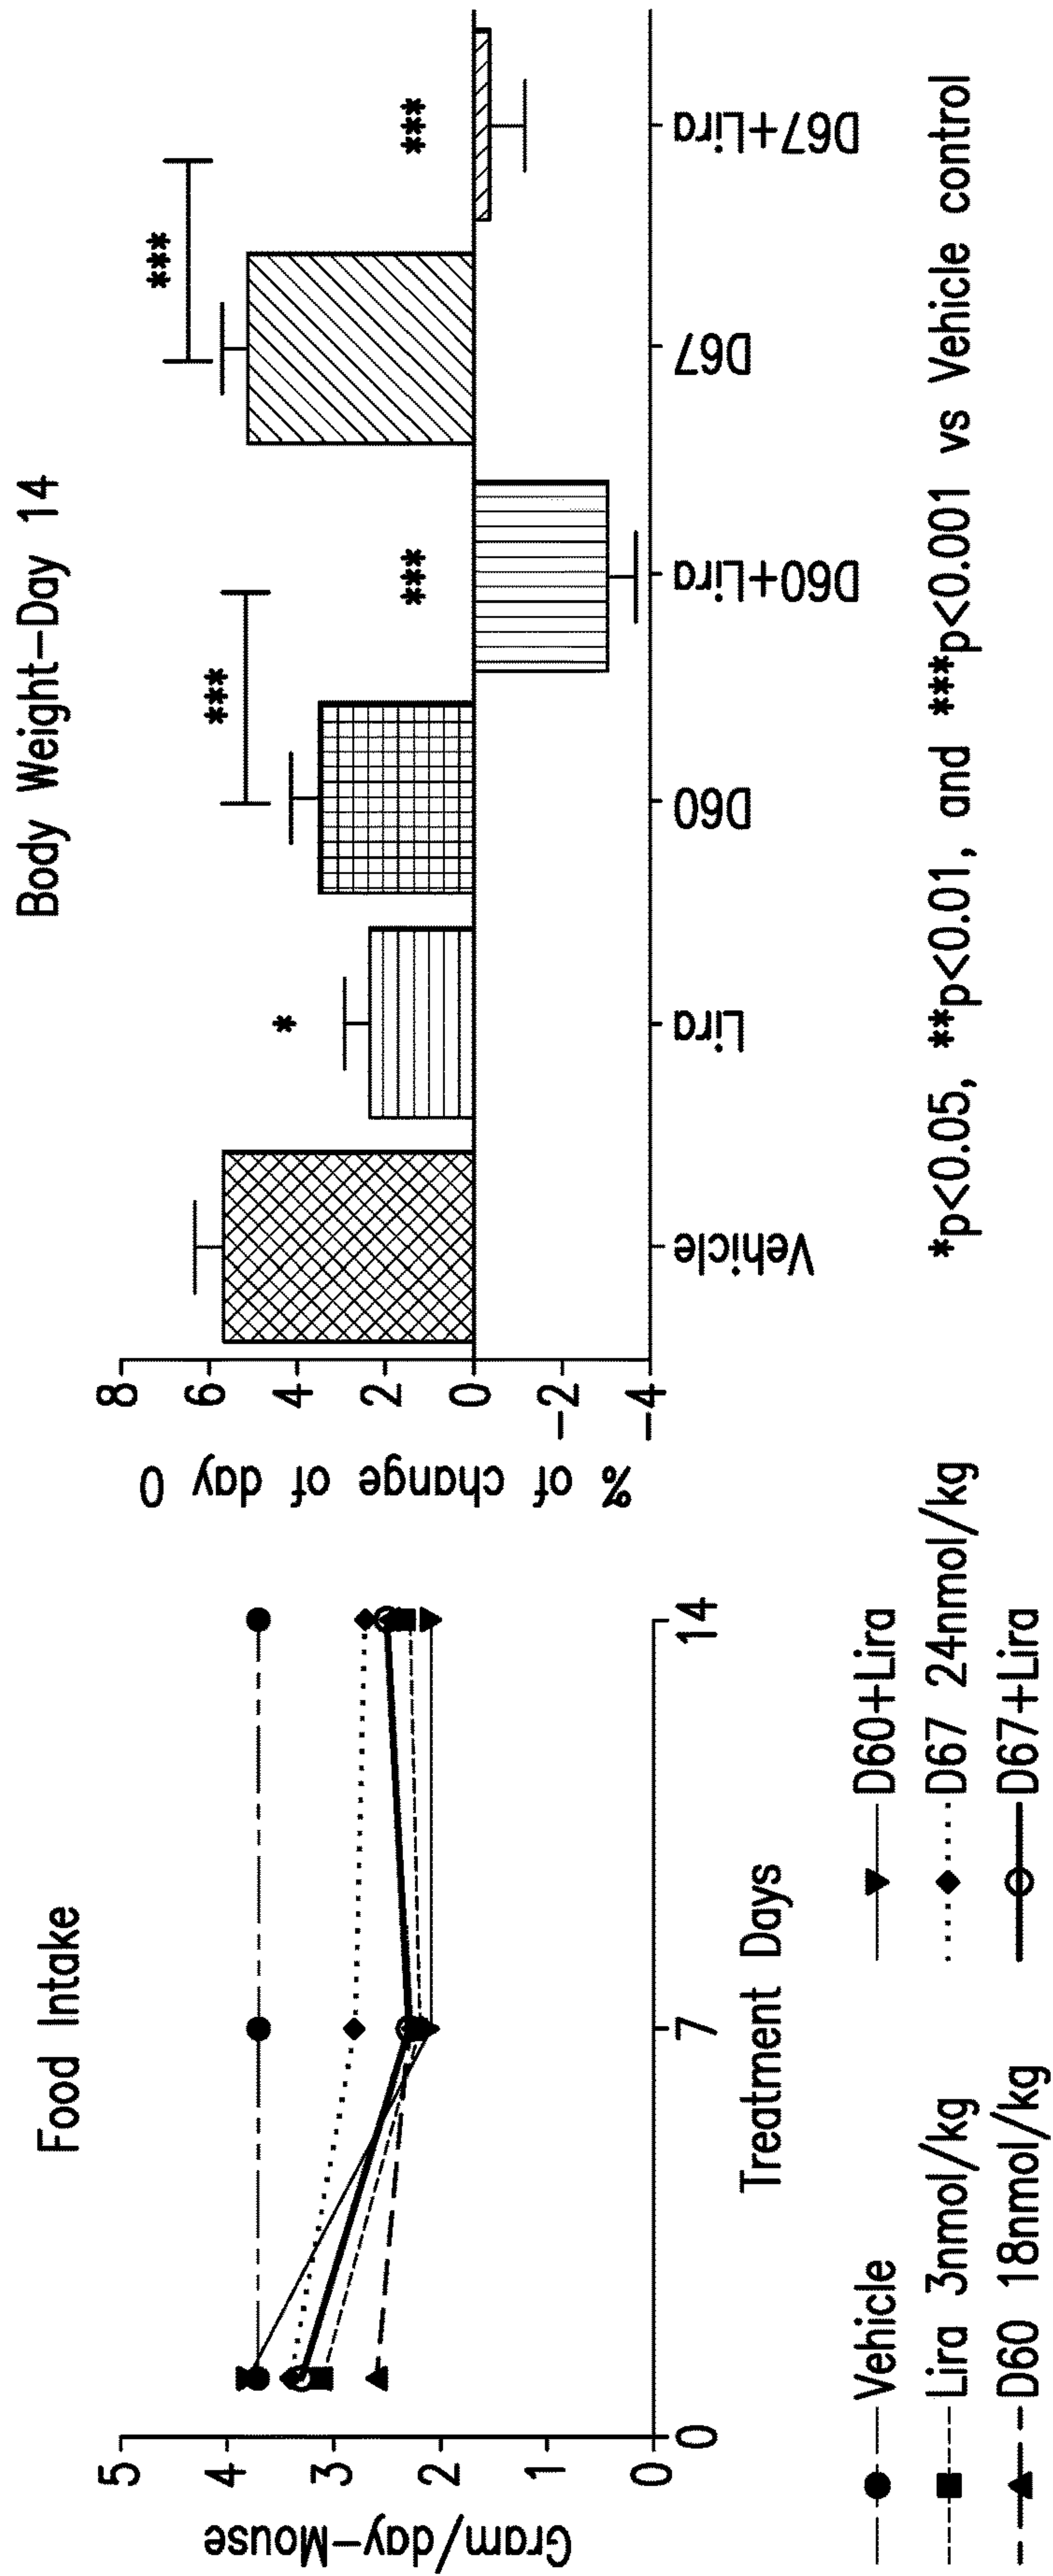 Food Intake
Gram/day-Mouse
5
4
3
2
1
0
0
7
14
Treatment Days
Vehicle
Lira 3nmol/kg
D60 18nmol/kg
D60+Lira
D67 24nmol/kg
D67+Lira
Body Weight-Day 14
% of change of day 0
8
6
4
2
0
-2
-4
*
***
***
***
***
Vehicle
Lira
D60
D60+Lira
D67
D67+Lira
*p<0.05, **p<0.01, and ***p<0.001 vs Vehicle control